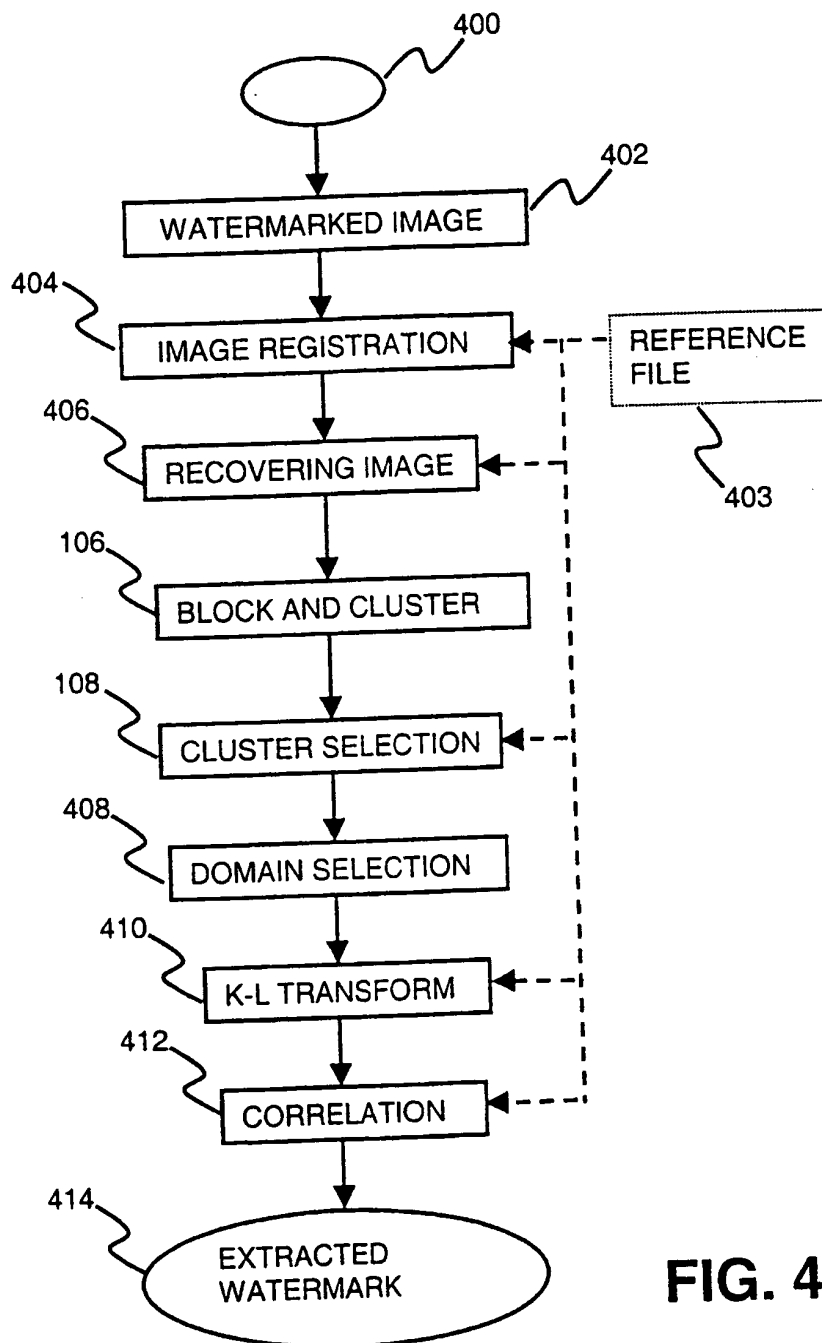 400
402
WATERMARKED IMAGE
404
IMAGE REGISTRATION
REFERENCE
FILE
403
406
RECOVERING IMAGE
106
BLOCK AND CLUSTER
108
CLUSTER SELECTION
408
DOMAIN SELECTION
410
K-L TRANSFORM
412
CORRELATION
414
EXTRACTED
WATERMARK
FIG. 4